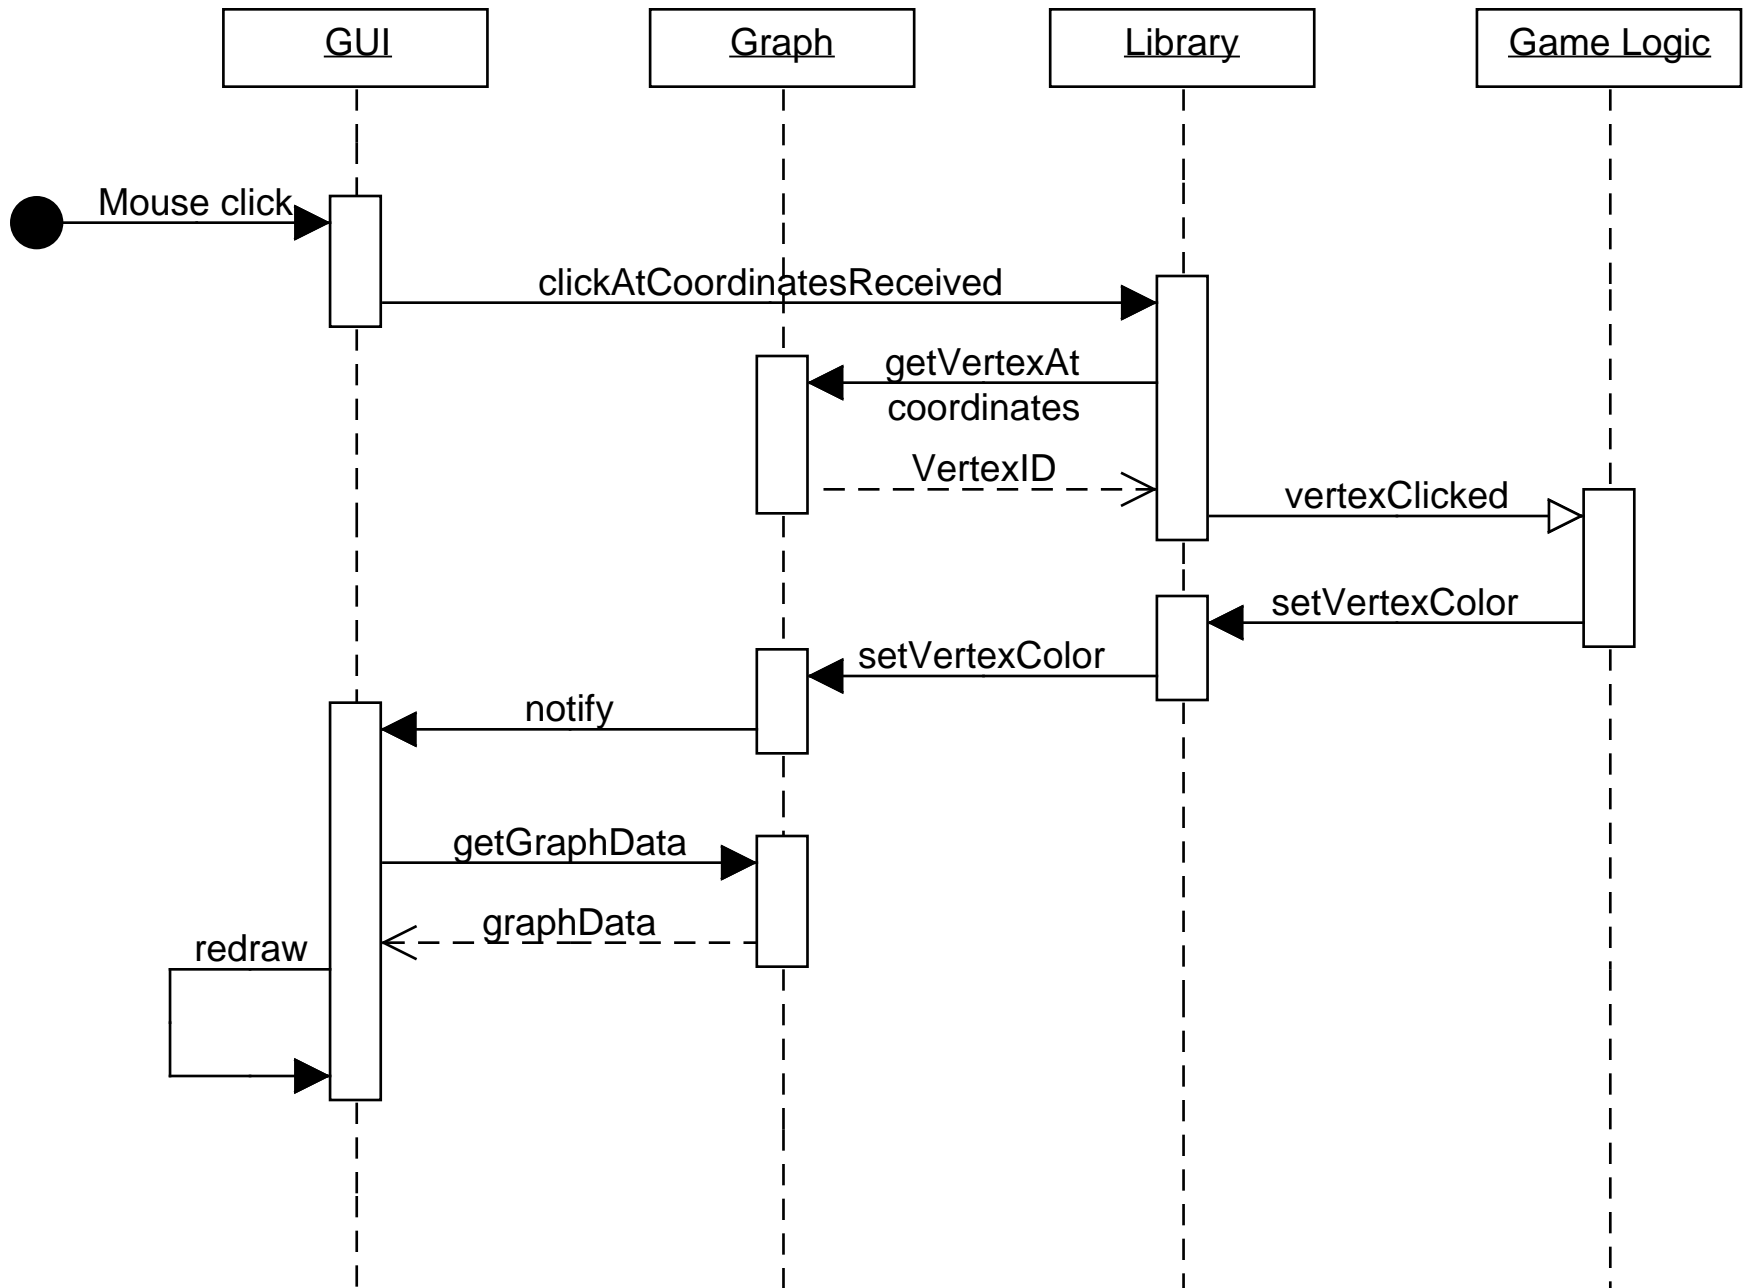 GUI
Graph
Library
Game Logic
Mouse click
clickAtCoordinatesReceived
getVertexAt
coordinates
VertexID
vertexClicked
setVertexColor
setVertexColor
notify
getGraphData
graphData
redraw